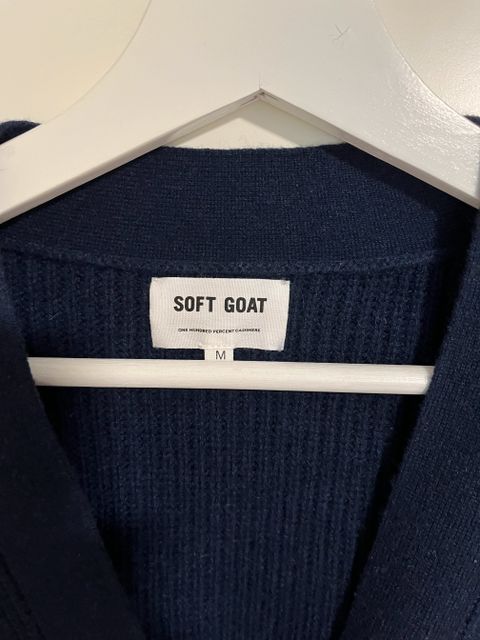 SOFT GOAT
ONE HUNDRED PERCENT CASHMERE
M